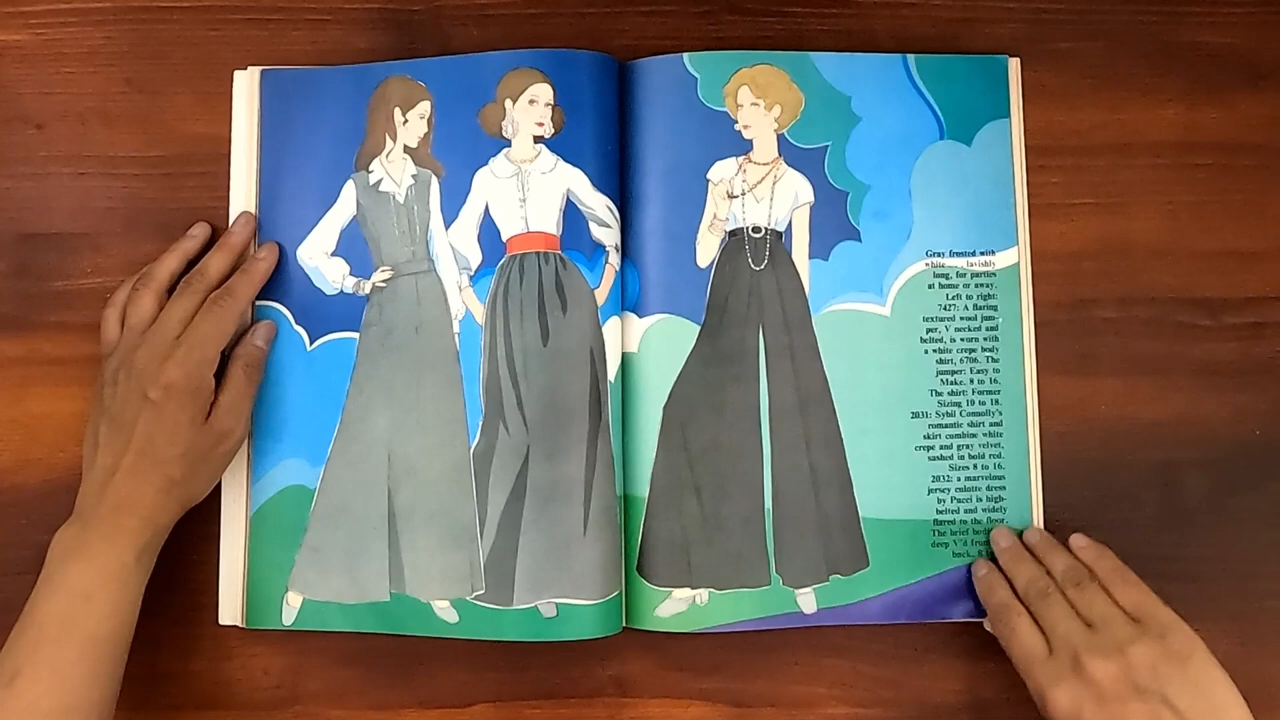 Gray frosted with
white lavishly
long, for parties
at home or away.
Left to right:
7427: A flaring
textured wool jum-
per, V necked and
belted, is worn with
a white crepe body
shirt, 6706. The
jumper: Easy to
Make. 8 to 16.
The shirt: Former
Sizing 10 to 18.
2031: Sybil Connolly's
romantic shirt and
skirt combine white
crepe and gray velvet,
sashed in bold red.
Sizes 8 to 16.
2032: a marvelous
jersey culotte dress
by Pucci is high-
belted and widely
flared to the floor.
The brief
deep V'd
back. 8